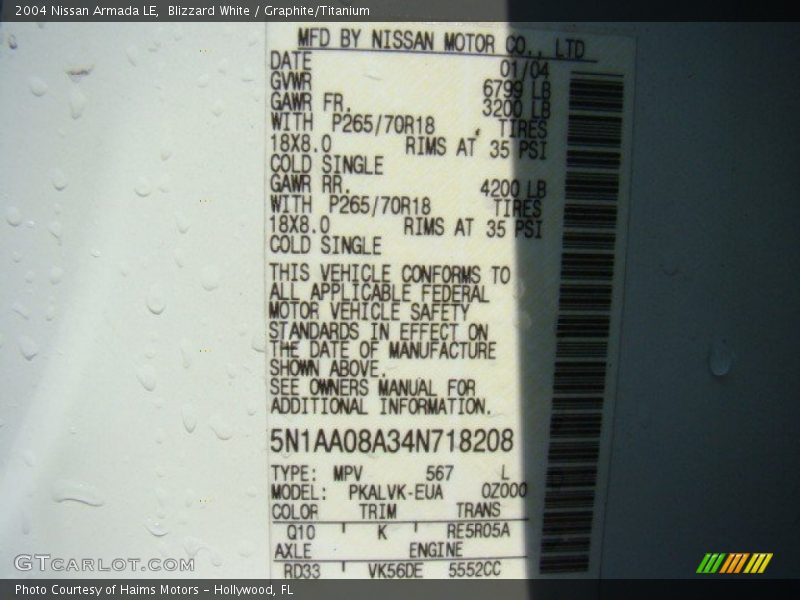 2004 Nissan Armada LE,  Blizzard White / Graphite/Titanium
MFD BY NISSAN MOTOR CO., LTD
DATE 01/04
GVWR 6799 LB
GAWR FR. 3200 LB
WITH P265/70R18 , TIRES
18X8.0 RIMS AT 35 PSI
COLD SINGLE
GAWR RR. 4200 LB
WITH P265/70R18 TIRES
18X8.0 RIMS AT 35 PSI
COLD SINGLE
THIS VEHICLE CONFORMS TO
ALL APPLICABLE FEDERAL
MOTOR VEHICLE SAFETY
STANDARDS IN EFFECT ON
THE DATE OF MANUFACTURE
SHOWN ABOVE.
SEE OWNERS MANUAL FOR
ADDITIONAL INFORMATION.
5N1AA08A34N718208
TYPE: MPV 567 L
MODEL: PKALVK-EUA 0Z000
COLOR TRIM TRANS
Q10 K RE5R05A
AXLE ENGINE
RD33 VK56DE 5552CC
GTCARLOT.COM
Photo Courtesy of Haims Motors - Hollywood, FL